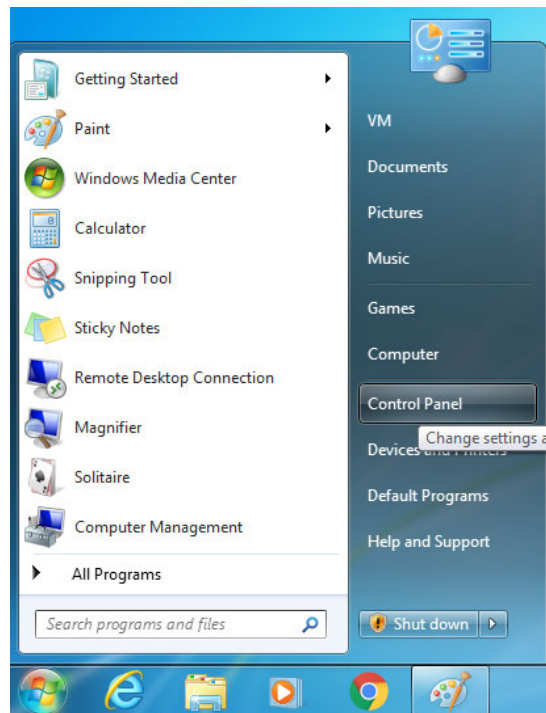 Getting Started
Paint
Windows Media Center
Calculator
Snipping Tool
Sticky Notes
Remote Desktop Connection
Magnifier
Solitaire
Computer Management
All Programs
Search programs and files
VM
Documents
Pictures
Music
Games
Computer
Control Panel
Change settings a
Devices and Printers
Default Programs
Help and Support
Shut down